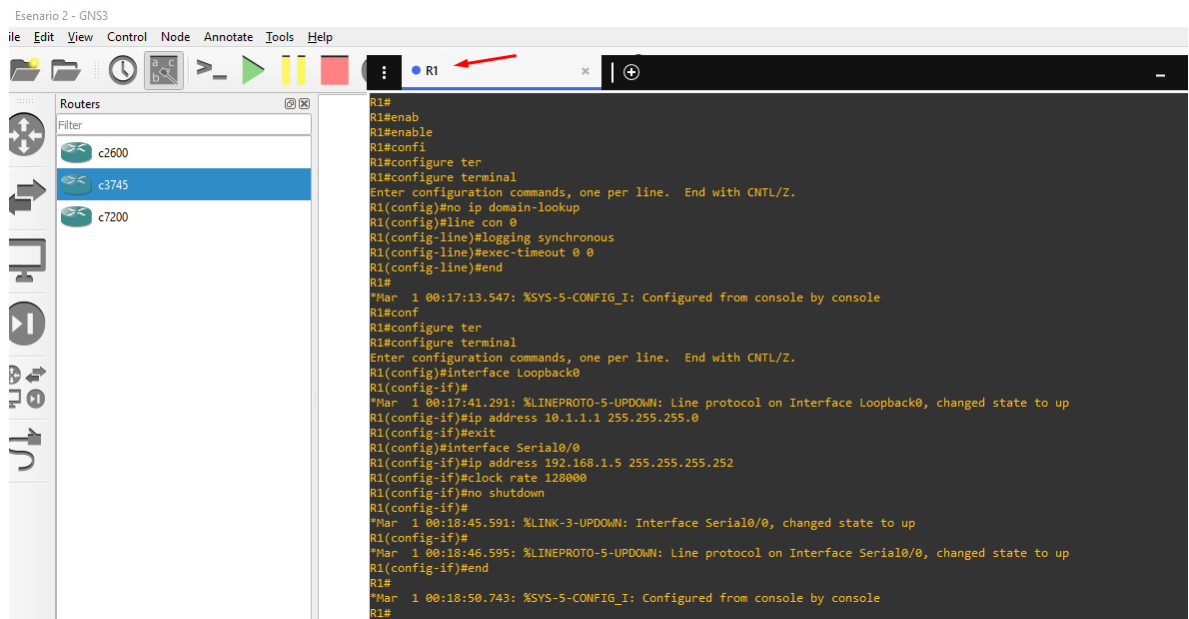 Esenario 2 - GNS3
ile Edit View Control Node Annotate Tools Help
R1
Routers
Filter
c2600
c3745
c7200
R1#
R1#enab
R1#enable
R1#confi
R1#configure ter
R1#configure terminal
Enter configuration commands, one per line.  End with CNTL/Z.
R1(config)#no ip domain-lookup
R1(config)#line con 0
R1(config-line)#logging synchronous
R1(config-line)#exec-timeout 0 0
R1(config-line)#end
R1#
*Mar  1 00:17:13.547: %SYS-5-CONFIG_I: Configured from console by console
R1#conf
R1#configure ter
R1#configure terminal
Enter configuration commands, one per line.  End with CNTL/Z.
R1(config)#interface Loopback0
R1(config-if)#
*Mar  1 00:17:41.291: %LINEPROTO-5-UPDOWN: Line protocol on Interface Loopback0, changed state to up
R1(config-if)#ip address 10.1.1.1 255.255.255.0
R1(config-if)#exit
R1(config)#interface Serial0/0
R1(config-if)#ip address 192.168.1.5 255.255.255.252
R1(config-if)#clock rate 128000
R1(config-if)#no shutdown
R1(config-if)#
*Mar  1 00:18:45.591: %LINK-3-UPDOWN: Interface Serial0/0, changed state to up
R1(config-if)#
*Mar  1 00:18:46.595: %LINEPROTO-5-UPDOWN: Line protocol on Interface Serial0/0, changed state to up
R1(config-if)#end
R1#
*Mar  1 00:18:50.743: %SYS-5-CONFIG_I: Configured from console by console
R1#